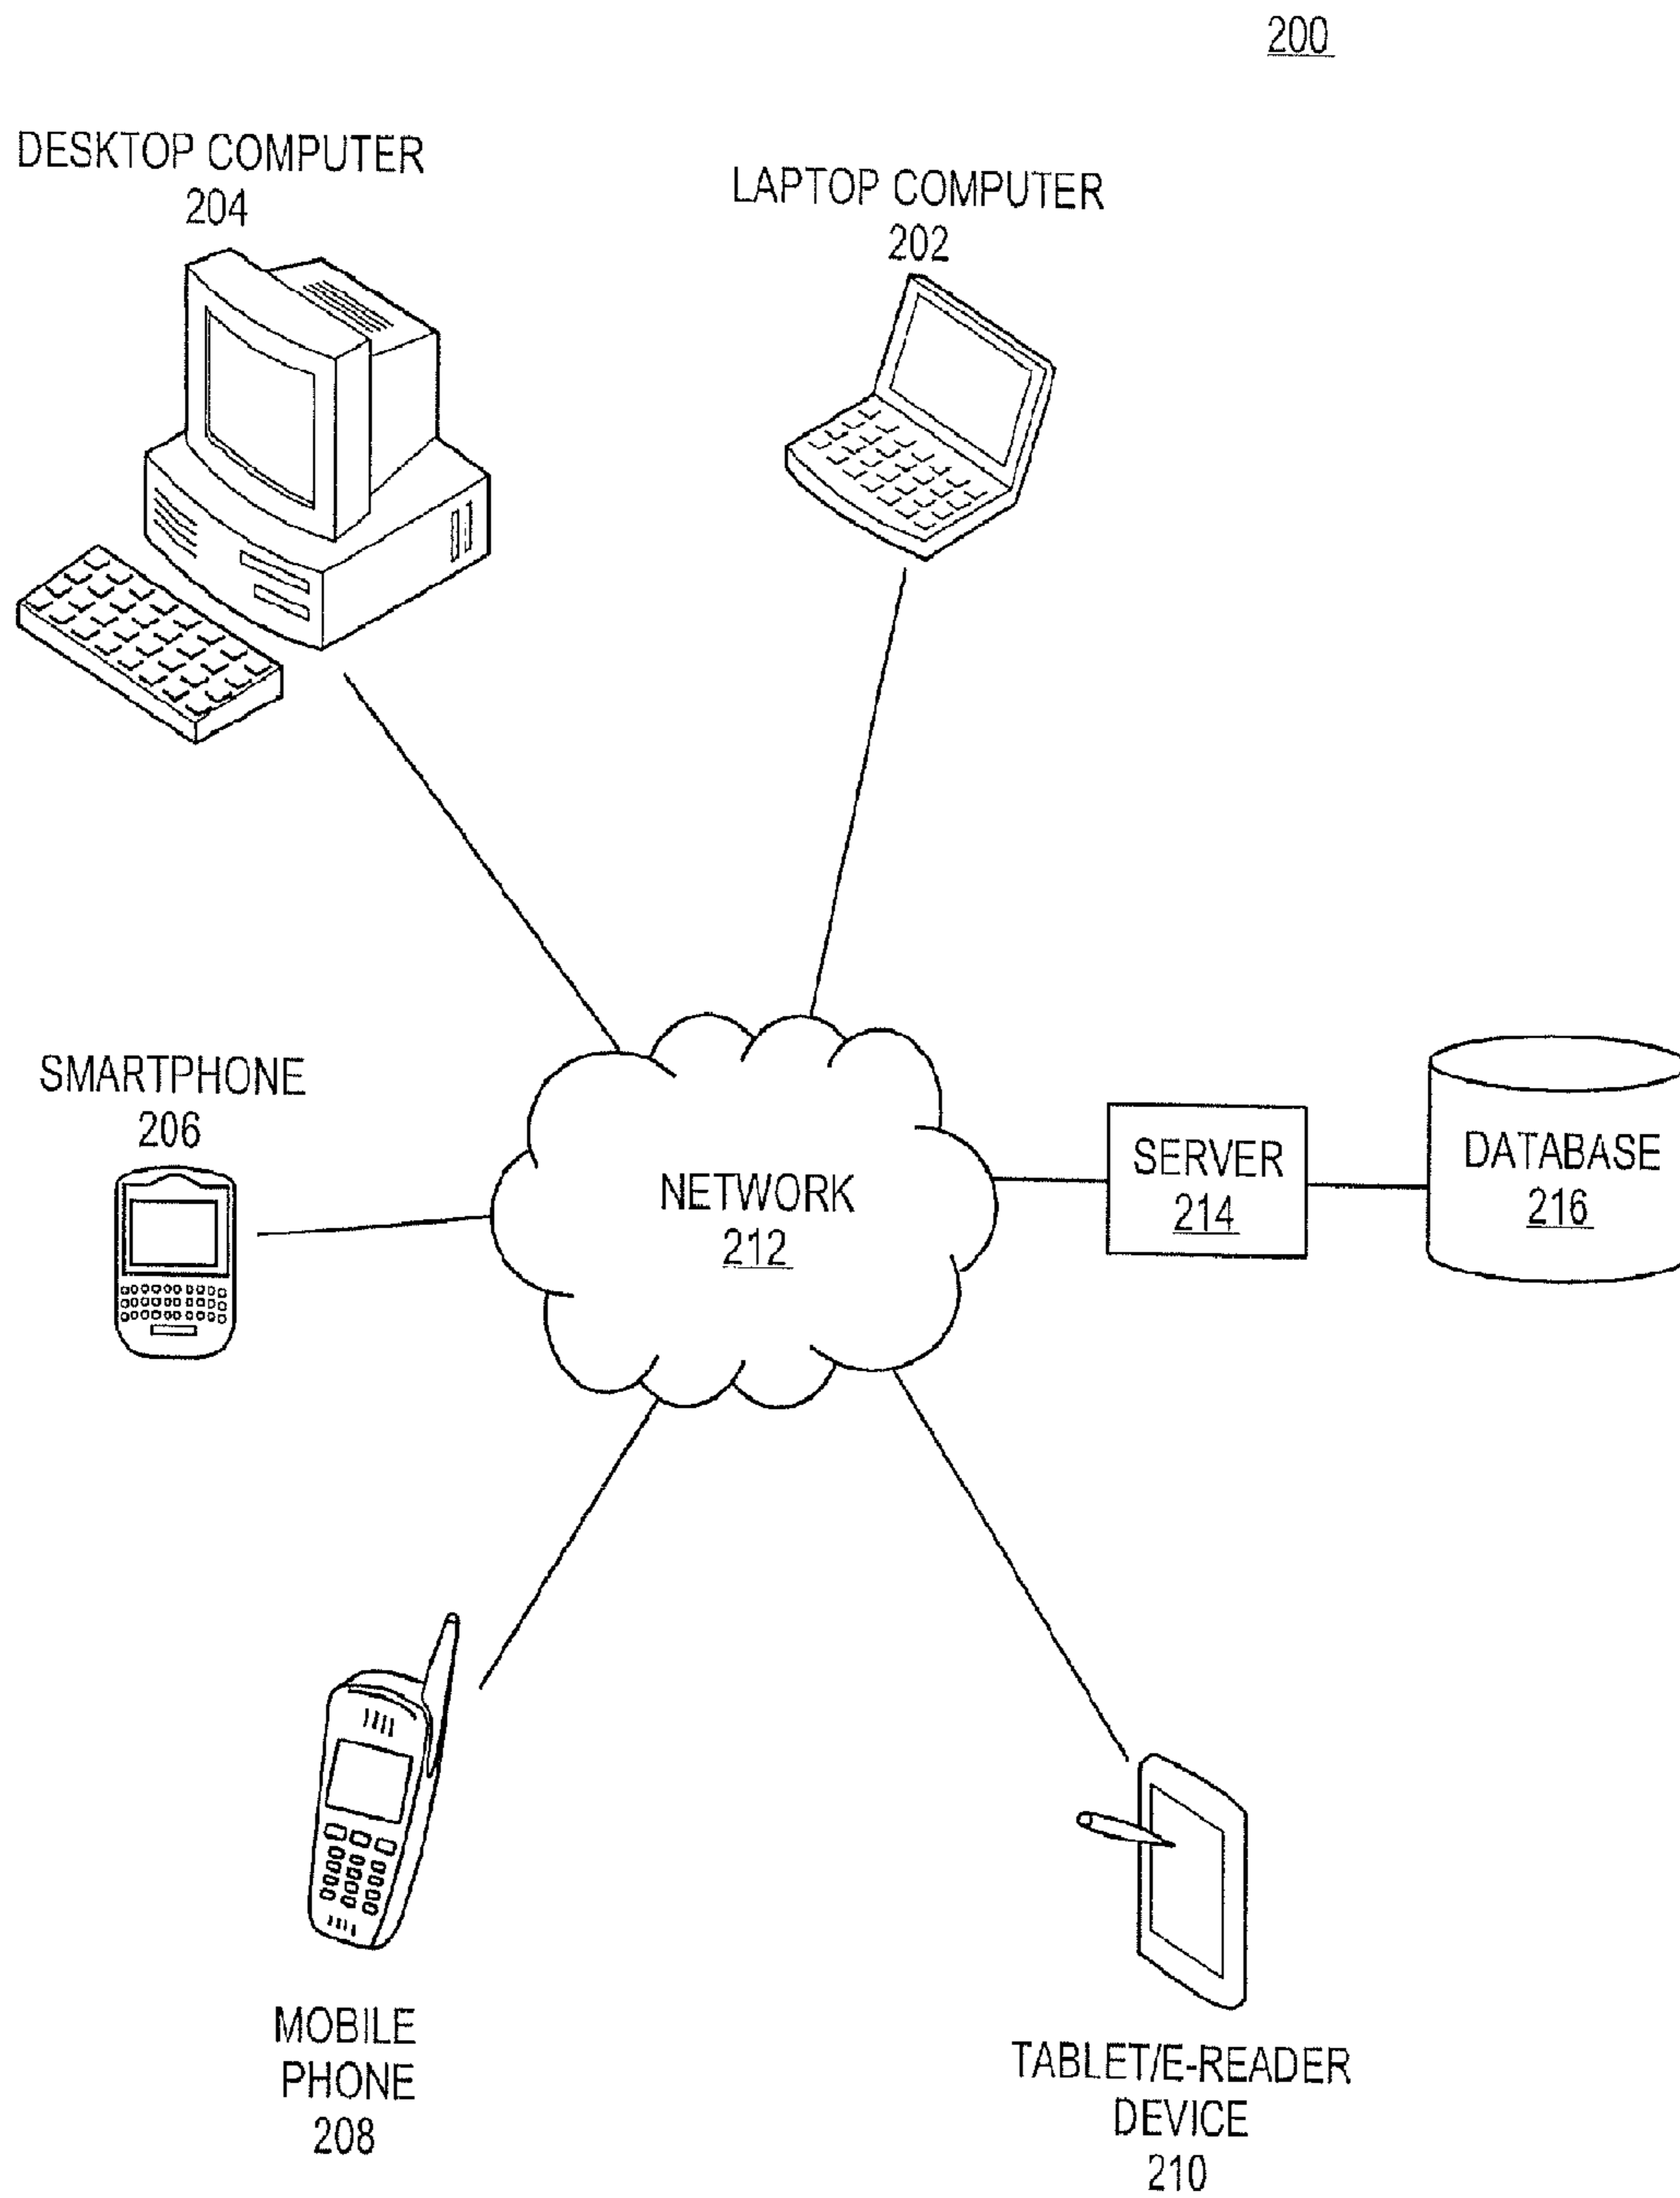 200
DESKTOP COMPUTER
204
LAPTOP COMPUTER
202
SMARTPHONE
206
NETWORK
212
SERVER
214
DATABASE
216
MOBILE
PHONE
208
TABLET/E-READER
DEVICE
210